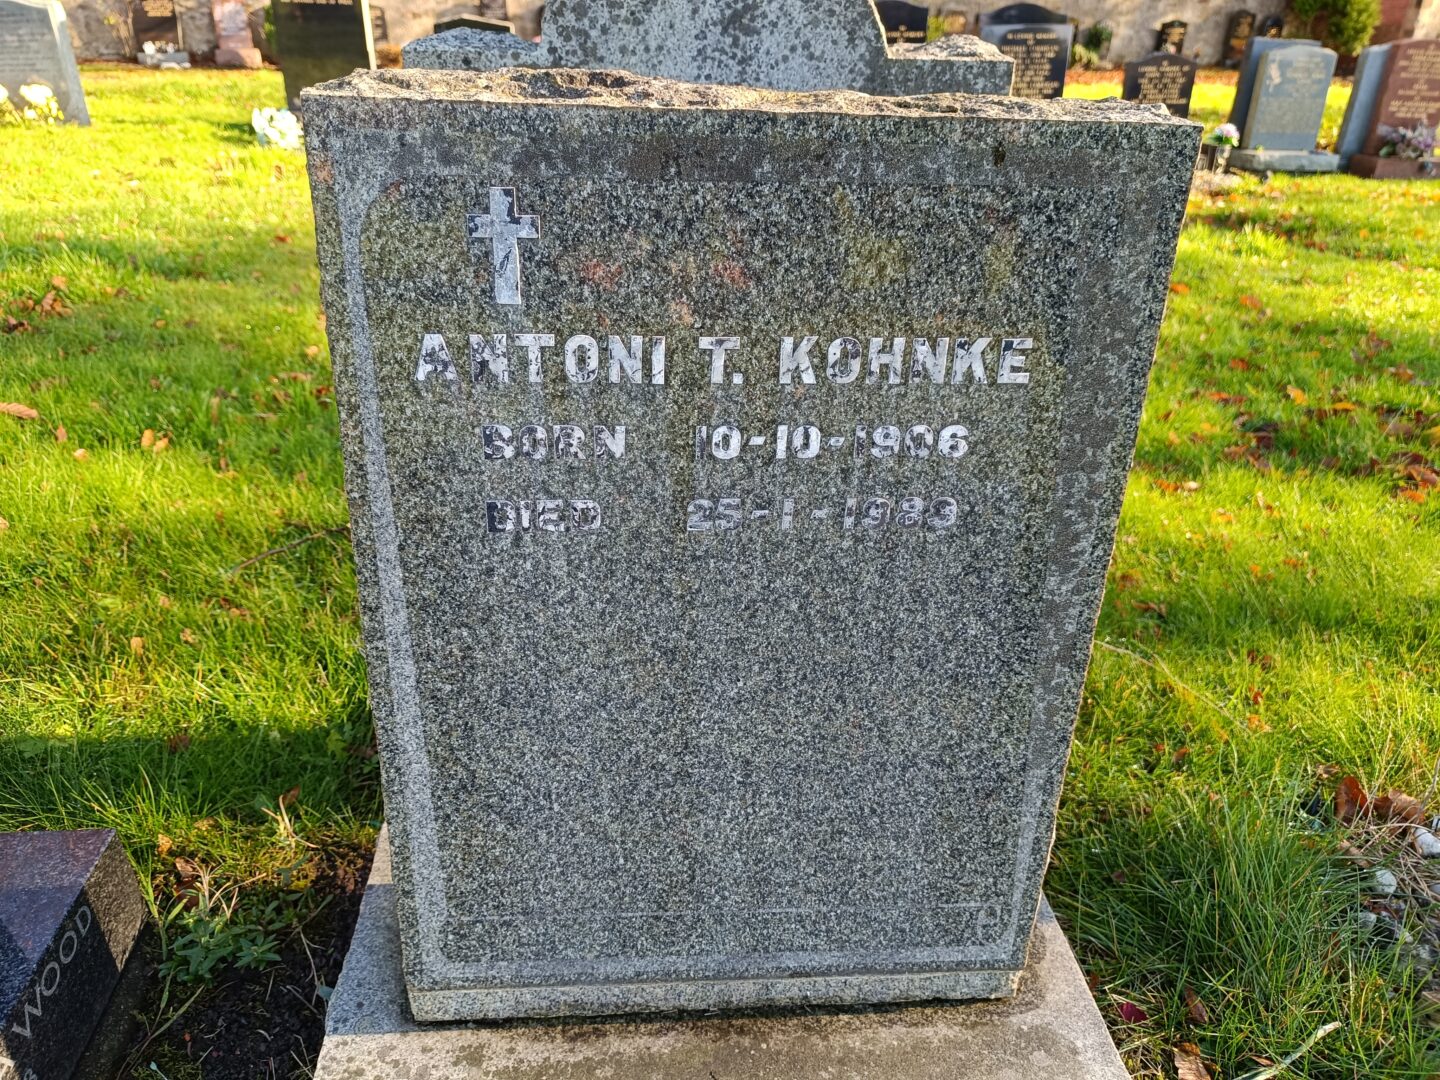 ANTONI T. KOHNKE
BORN 10-10-1906
DIED 25-1-1989
WOOD